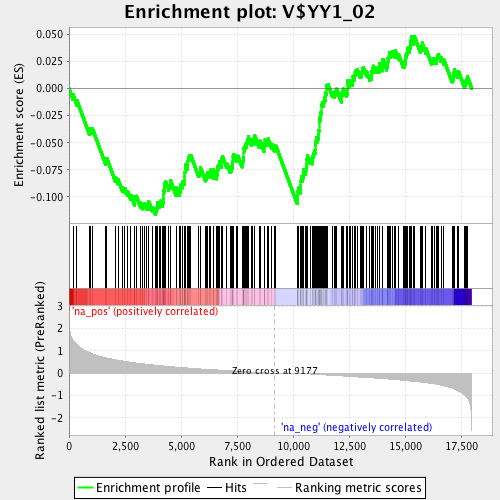 Enrichment plot: V$YY1_02
Enrichment score (ES)
0.050
0.025
0.000
-0.025
-0.050
-0.075
-0.100
'na_pos' (positively correlated)
Ranked list metric (PreRanked)
3
2
1
0
-1
-2
Zero cross at 9177
'na_neg' (negatively correlated)
0
2,500
5,000
7,500
10,000
12,500
15,000
17,500
Rank in Ordered Dataset
Enrichment profile
Hits
Ranking metric scores